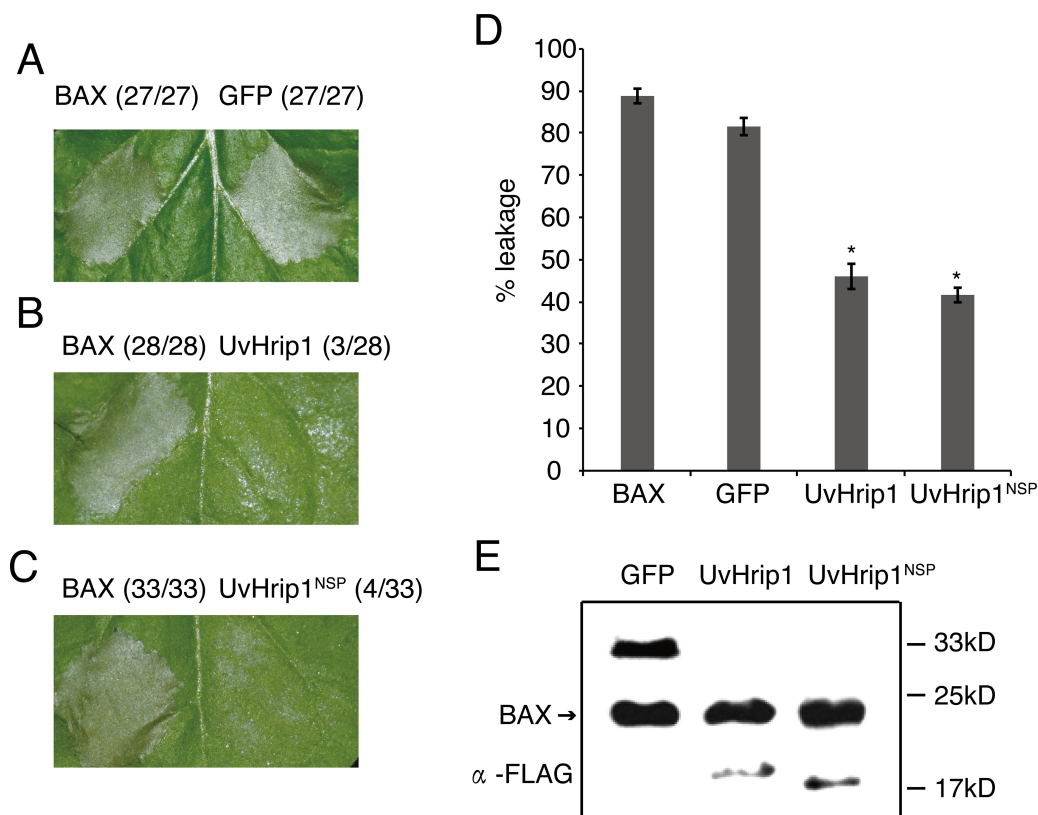 A
BAX (27/27) GFP (27/27)
B
BAX (28/28) UvHrip1 (3/28)
C
BAX (33/33) UvHrip1NSP (4/33)
D
% leakage
100
90
80
70
60
50
40
30
20
10
0
*
*
BAX GFP UvHrip1 UvHrip1NSP
E
GFP UvHrip1 UvHrip1NSP
33kD
25kD
BAX →
α -FLAG
17kD